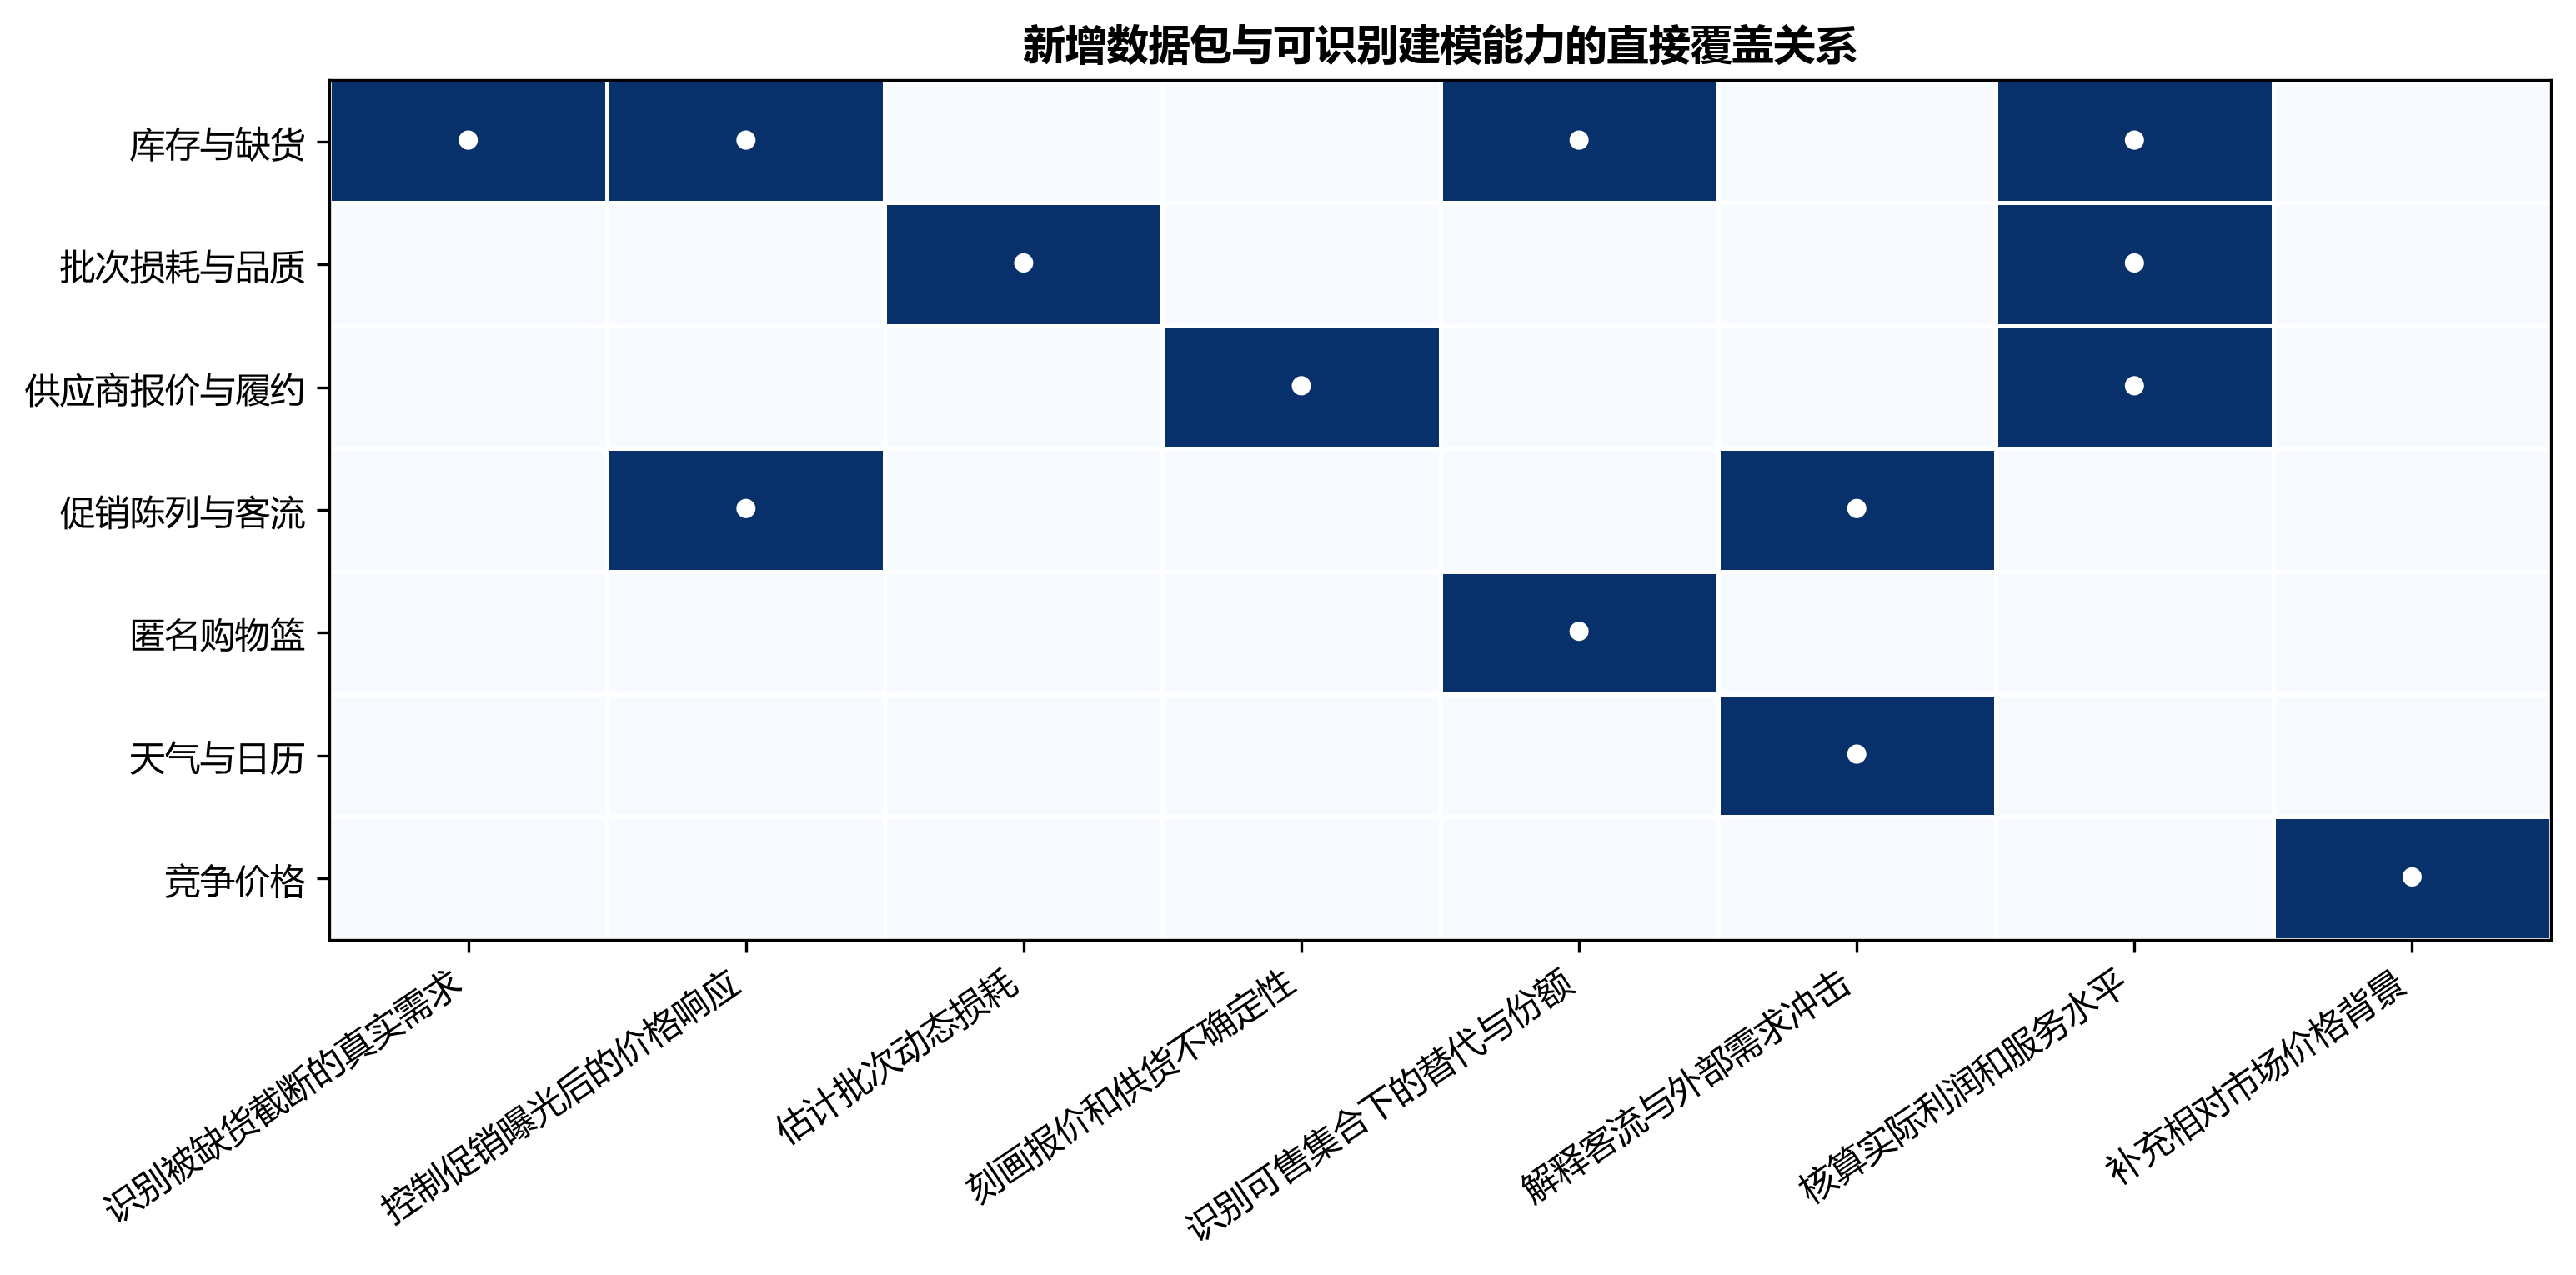 新增数据包与可识别建模能力的直接覆盖关系
库存与缺货
批次损耗与品质
供应商报价与履约
促销陈列与客流
匿名购物篮
天气与日历
竞争价格
识别被缺货截断的真实需求
控制促销曝光后的价格响应
估计批次动态损耗
刻画报价和供货不确定性
识别可售集合下的替代与份额
解释客流与外部需求冲击
核算实际利润和服务水平
补充相对市场价格背景